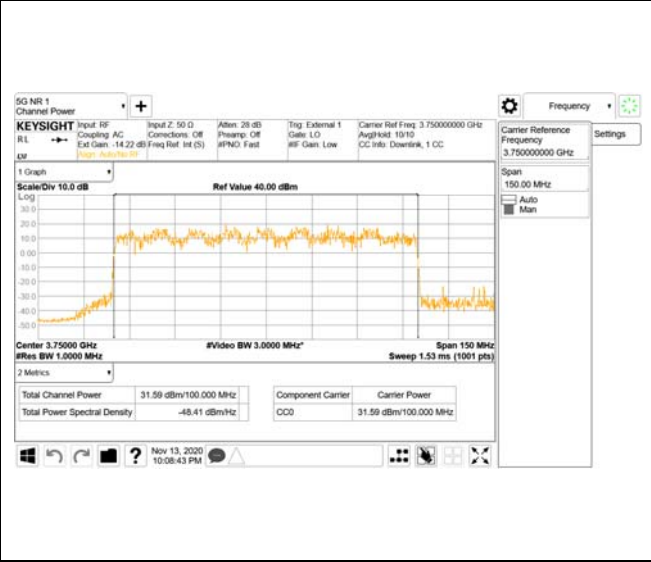 5G NR 1
Channel Power
Frequency
KEYSIGHT
RL
Input: RF
Coupling: AC
Ext Gain: -14.22 dB
Align: Auto/No RF
Input Z: 50 Ω
Corrections: Off
Freq Ref: Int (S)
Atten: 28 dB
Preamp: Off
#PNO: Fast
Trig: External 1
Gate: LO
#IF Gain: Low
Carrier Ref Freq: 3.750000000 GHz
Avg|Hold: 10/10
CC Info: Downlink, 1 CC
Carrier Reference
Frequency
3.750000000 GHz
Settings
Span
150.00 MHz
Auto
Man
1 Graph
Scale/Div 10.0 dB
Ref Value 40.00 dBm
Log
30.0
20.0
10.0
0.00
-10.0
-20.0
-30.0
-40.0
-50.0
Center 3.75000 GHz
#Video BW 3.0000 MHz*
Span 150 MHz
#Res BW 1.0000 MHz
Sweep 1.53 ms (1001 pts)
2 Metrics
Total Channel Power 31.59 dBm/100.000 MHz
Total Power Spectral Density -48.41 dBm/Hz
Component Carrier Carrier Power
CC0 31.59 dBm/100.000 MHz
?
Nov 13, 2020
10:08:43 PM